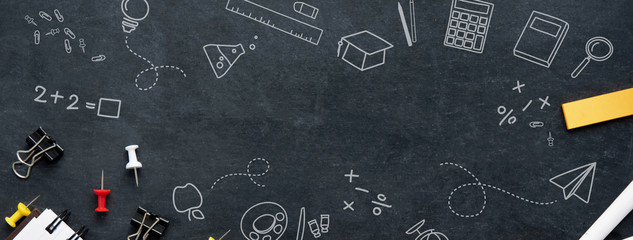 2 + 2 = □
% ×
× ÷ %